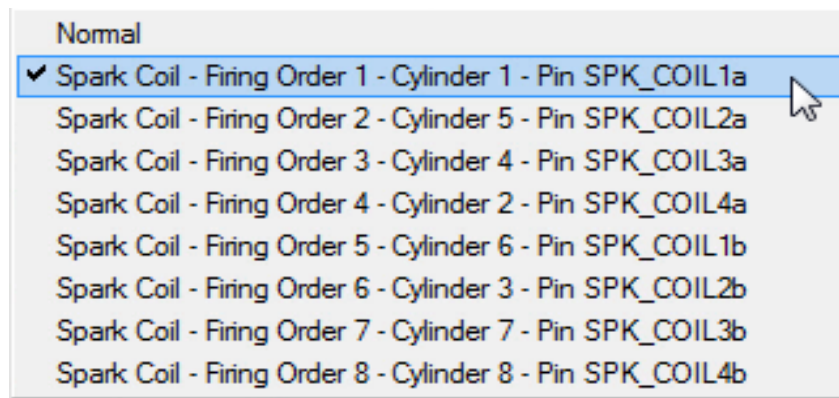 Normal
Spark Coil - Firing Order 1 - Cylinder 1 - Pin SPK_COIL1a
Spark Coil - Firing Order 2 - Cylinder 5 - Pin SPK_COIL2a
Spark Coil - Firing Order 3 - Cylinder 4 - Pin SPK_COIL3a
Spark Coil - Firing Order 4 - Cylinder 2 - Pin SPK_COIL4a
Spark Coil - Firing Order 5 - Cylinder 6 - Pin SPK_COIL1b
Spark Coil - Firing Order 6 - Cylinder 3 - Pin SPK_COIL2b
Spark Coil - Firing Order 7 - Cylinder 7 - Pin SPK_COIL3b
Spark Coil - Firing Order 8 - Cylinder 8 - Pin SPK_COIL4b